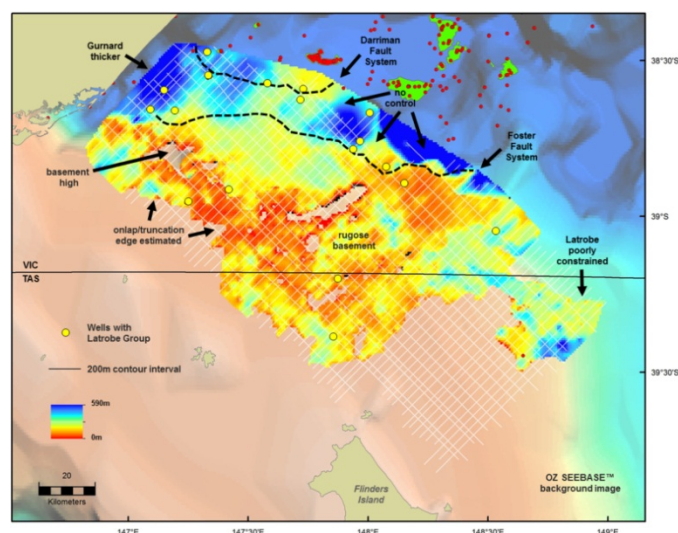 Gurnard
thicker
Darriman
Fault
System
38°30'S
no
control
Foster
Fault
System
basement
high
39°S
onlap/truncation
edge estimated
rugose
basement
Latrobe
poorly
constrained
VIC
TAS
Wells with
Latrobe Group
200m contour interval
39°30'S
590m
0m
20
Kilometers
Flinders
Island
OZ SEEBASE™
background image
147°E
147°30'E
148°E
148°30'E
149°E